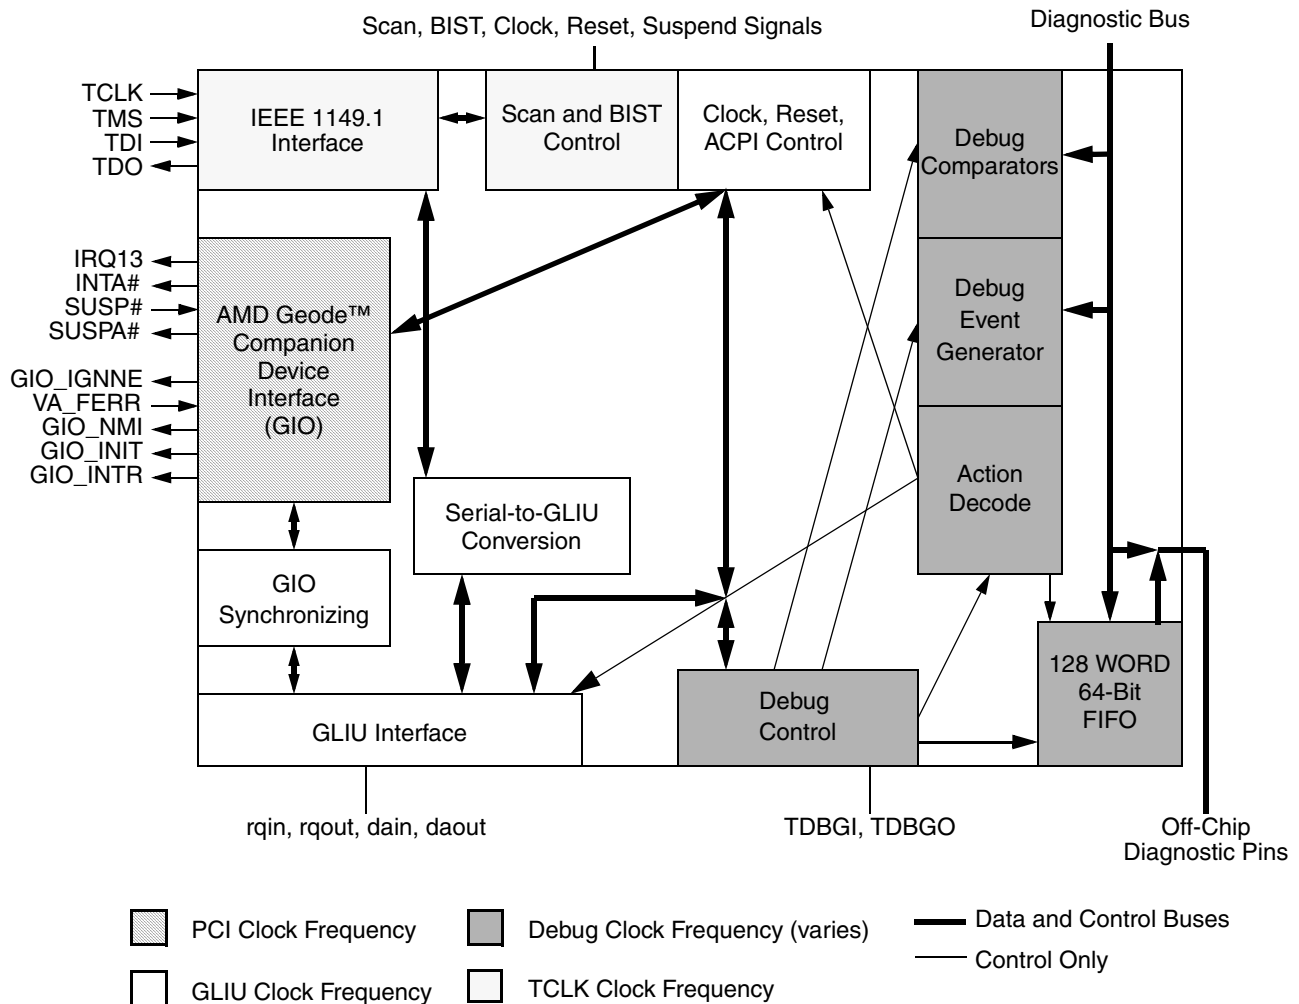 Scan, BIST, Clock, Reset, Suspend Signals
Diagnostic Bus
TCLK
TMS
TDI
TDO
IEEE 1149.1
Interface
Scan and BIST
Control
Clock, Reset,
ACPI Control
Debug
Comparators
IRQ13
INTA#
SUSP#
SUSPA#
GIO_IGNNE
VA_FERR
GIO_NMI
GIO_INIT
GIO_INTR
AMD Geode™
Companion
Device
Interface
(GIO)
Debug
Event
Generator
Action
Decode
Serial-to-GLIU
Conversion
GIO
Synchronizing
GLIU Interface
Debug
Control
128 WORD
64-Bit
FIFO
rqin, rqout, dain, daout
TDBGI, TDBGO
Off-Chip
Diagnostic Pins
PCI Clock Frequency
Debug Clock Frequency (varies)
Data and Control Buses
Control Only
GLIU Clock Frequency
TCLK Clock Frequency